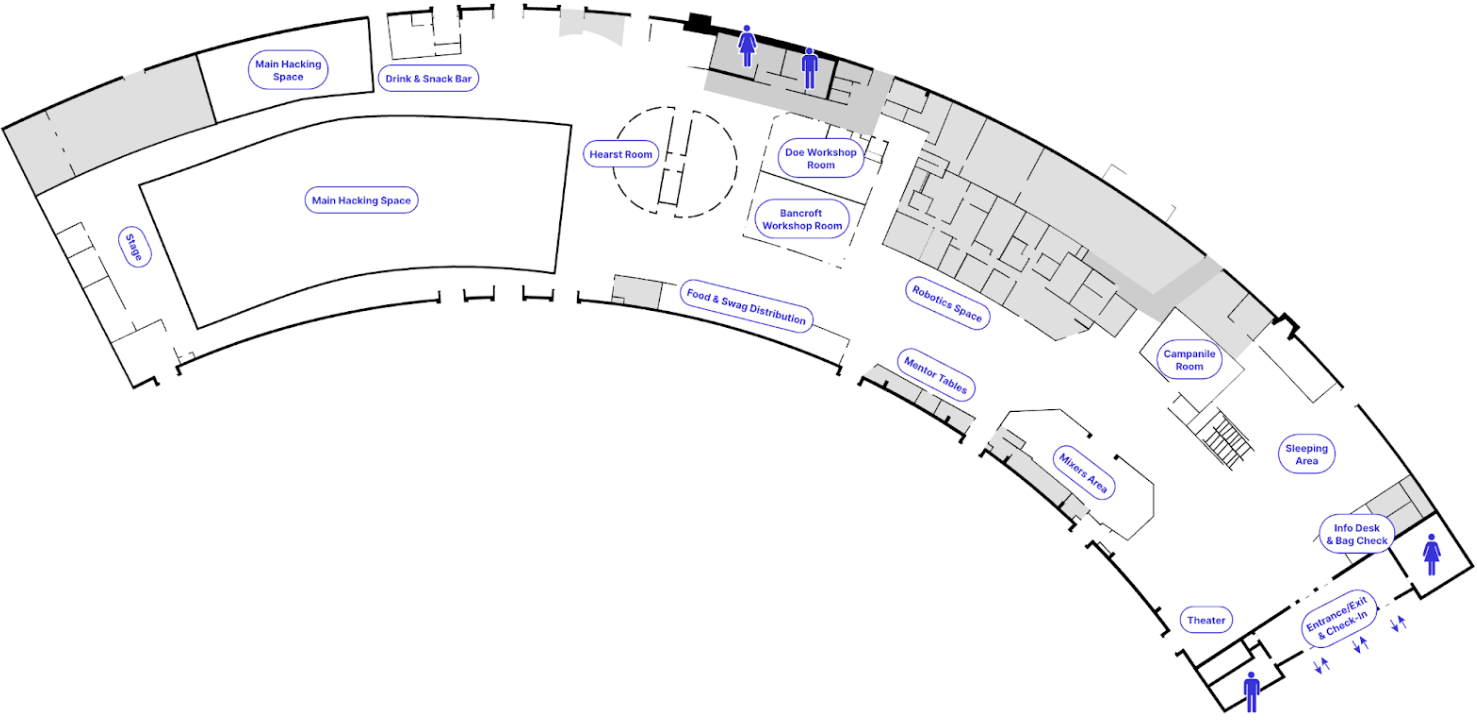 Main Hacking
Space
Drink & Snack Bar
Hearst Room
Doe Workshop
Room
Main Hacking Space
Bancroft
Workshop Room
Stage
Food & Swag Distribution
Robotics Space
Mentor Tables
Campanile
Room
Mixers Area
Sleeping
Area
Info Desk
& Bag Check
Theater
Entrance/Exit
& Check-In